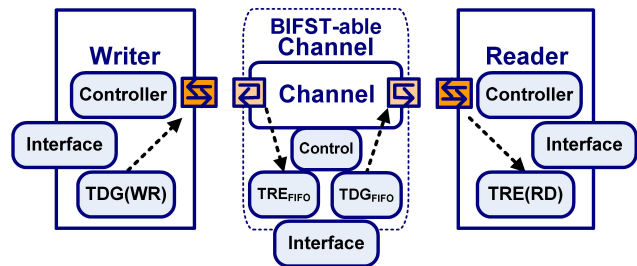 Writer
Controller
Interface
TDG(WR)
BIFST-able
Channel
Channel
Control
TRE_FIFO
TDG_FIFO
Interface
Reader
Controller
Interface
TRE(RD)